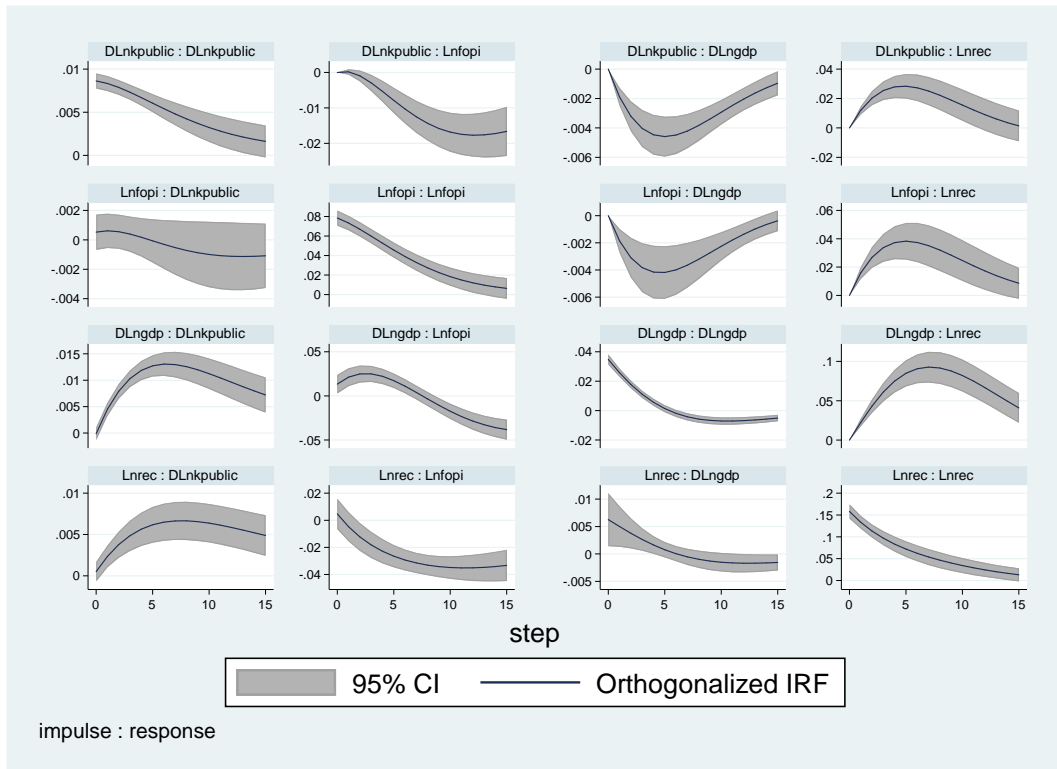 DLnkpublic : DLnkpublic
DLnkpublic : Lnfopi
DLnkpublic : DLngdp
DLnkpublic : Lnrec
.01
.005
0
0
-.01
-.02
0
-.002
-.004
-.006
.04
.02
0
-.02
Lnfopi : DLnkpublic
Lnfopi : Lnfopi
Lnfopi : DLngdp
Lnfopi : Lnrec
.002
0
-.002
-.004
.08
.06
.04
.02
0
0
-.002
-.004
-.006
.06
.04
.02
0
DLngdp : DLnkpublic
DLngdp : Lnfopi
DLngdp : DLngdp
DLngdp : Lnrec
.015
.01
.005
0
.05
0
-.05
.04
.02
0
-.02
.1
.05
0
Lnrec : DLnkpublic
Lnrec : Lnfopi
Lnrec : DLngdp
Lnrec : Lnrec
.01
.005
0
.02
0
-.02
-.04
.01
.005
0
-.005
.2
.15
.1
.05
0
0 5 10 15
0 5 10 15
0 5 10 15
0 5 10 15
step
95% CI
Orthogonalized IRF
impulse : response